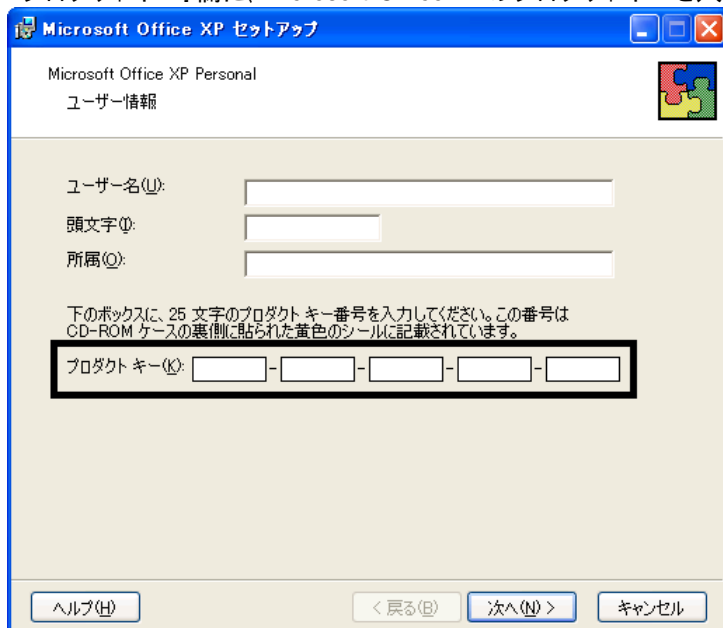 Microsoft Office XP セットアップ
Microsoft Office XP Personal
ユーザー情報
ユーザー名(U):
頭文字(I):
所属(O):
下のボックスに、25 文字のプロダクト キー番号を入力してください。この番号は
CD-ROM ケースの裏側に貼られた黄色のシールに記載されています。
プロダクト キー(K): - - - -
ヘルプ(H)
< 戻る(B)
次へ(N) >
キャンセル